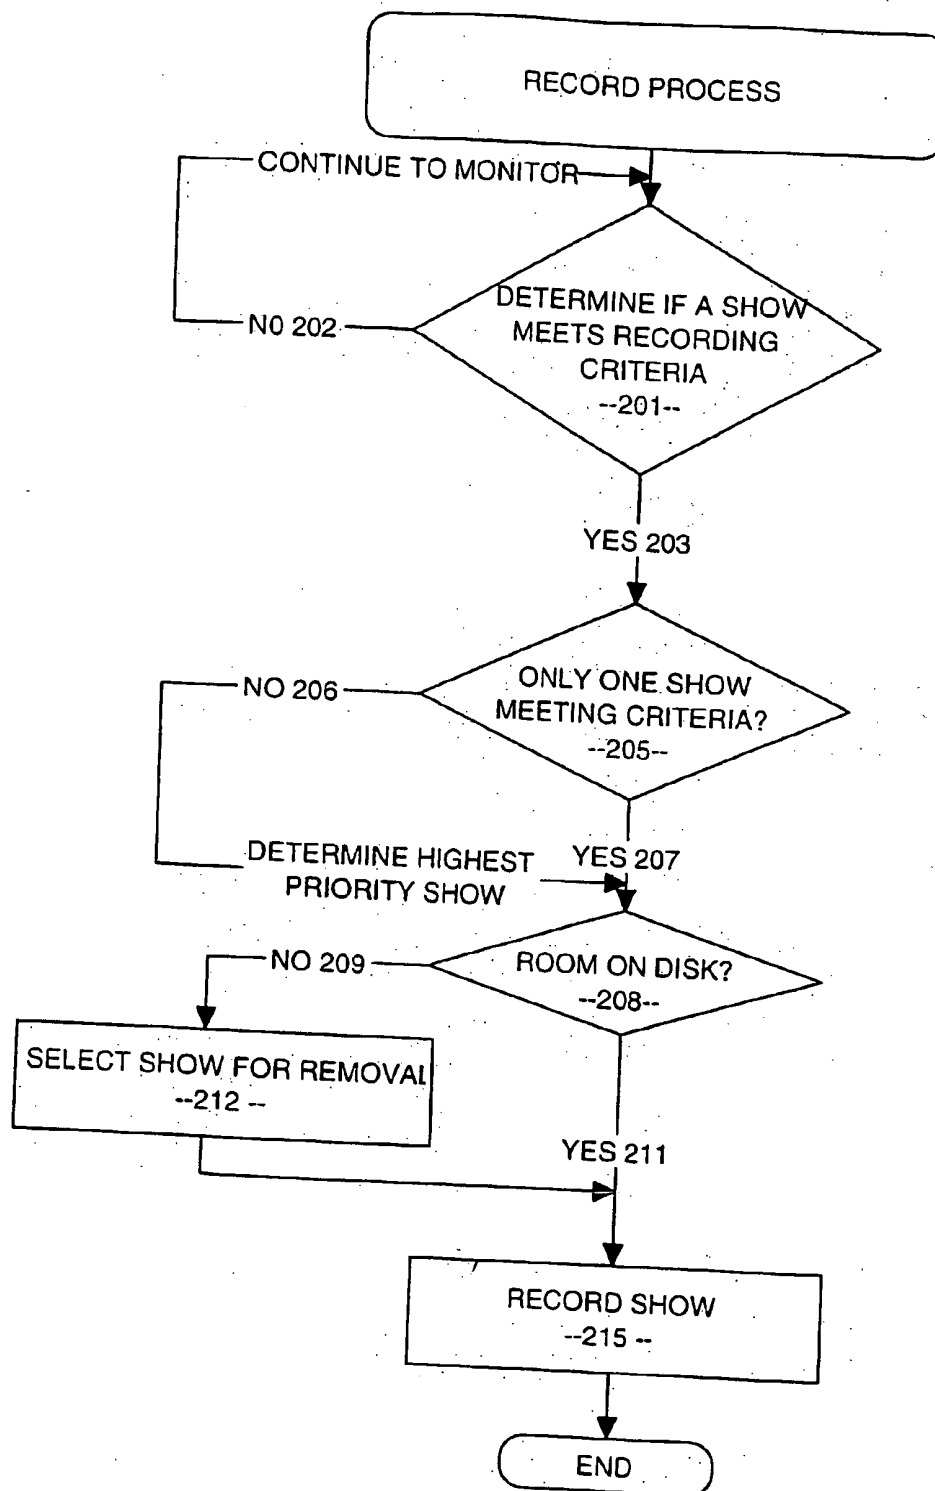 RECORD PROCESS
CONTINUE TO MONITOR
DETERMINE IF A SHOW
MEETS RECORDING
CRITERIA
--201--
N0 202
YES 203
ONLY ONE SHOW
MEETING CRITERIA?
--205--
NO 206
DETERMINE HIGHEST
PRIORITY SHOW
YES 207
ROOM ON DISK?
--208--
NO 209
SELECT SHOW FOR REMOVAL
--212 --
YES 211
RECORD SHOW
--215 --
END